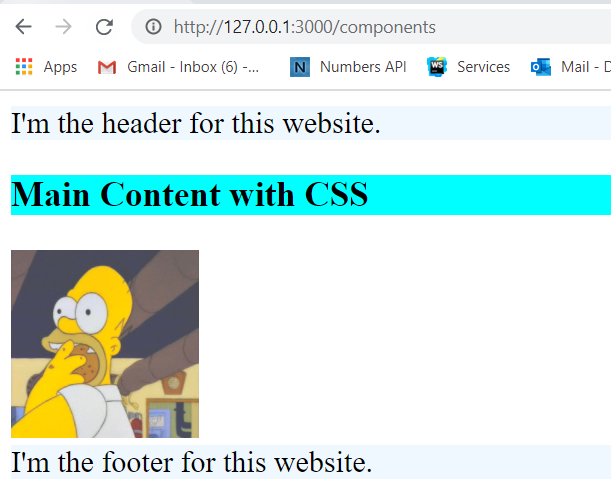 http://127.0.0.1:3000/components
Apps Gmail - Inbox (6) -... N Numbers API WS Services Mail - D
I'm the header for this website.
Main Content with CSS
I'm the footer for this website.